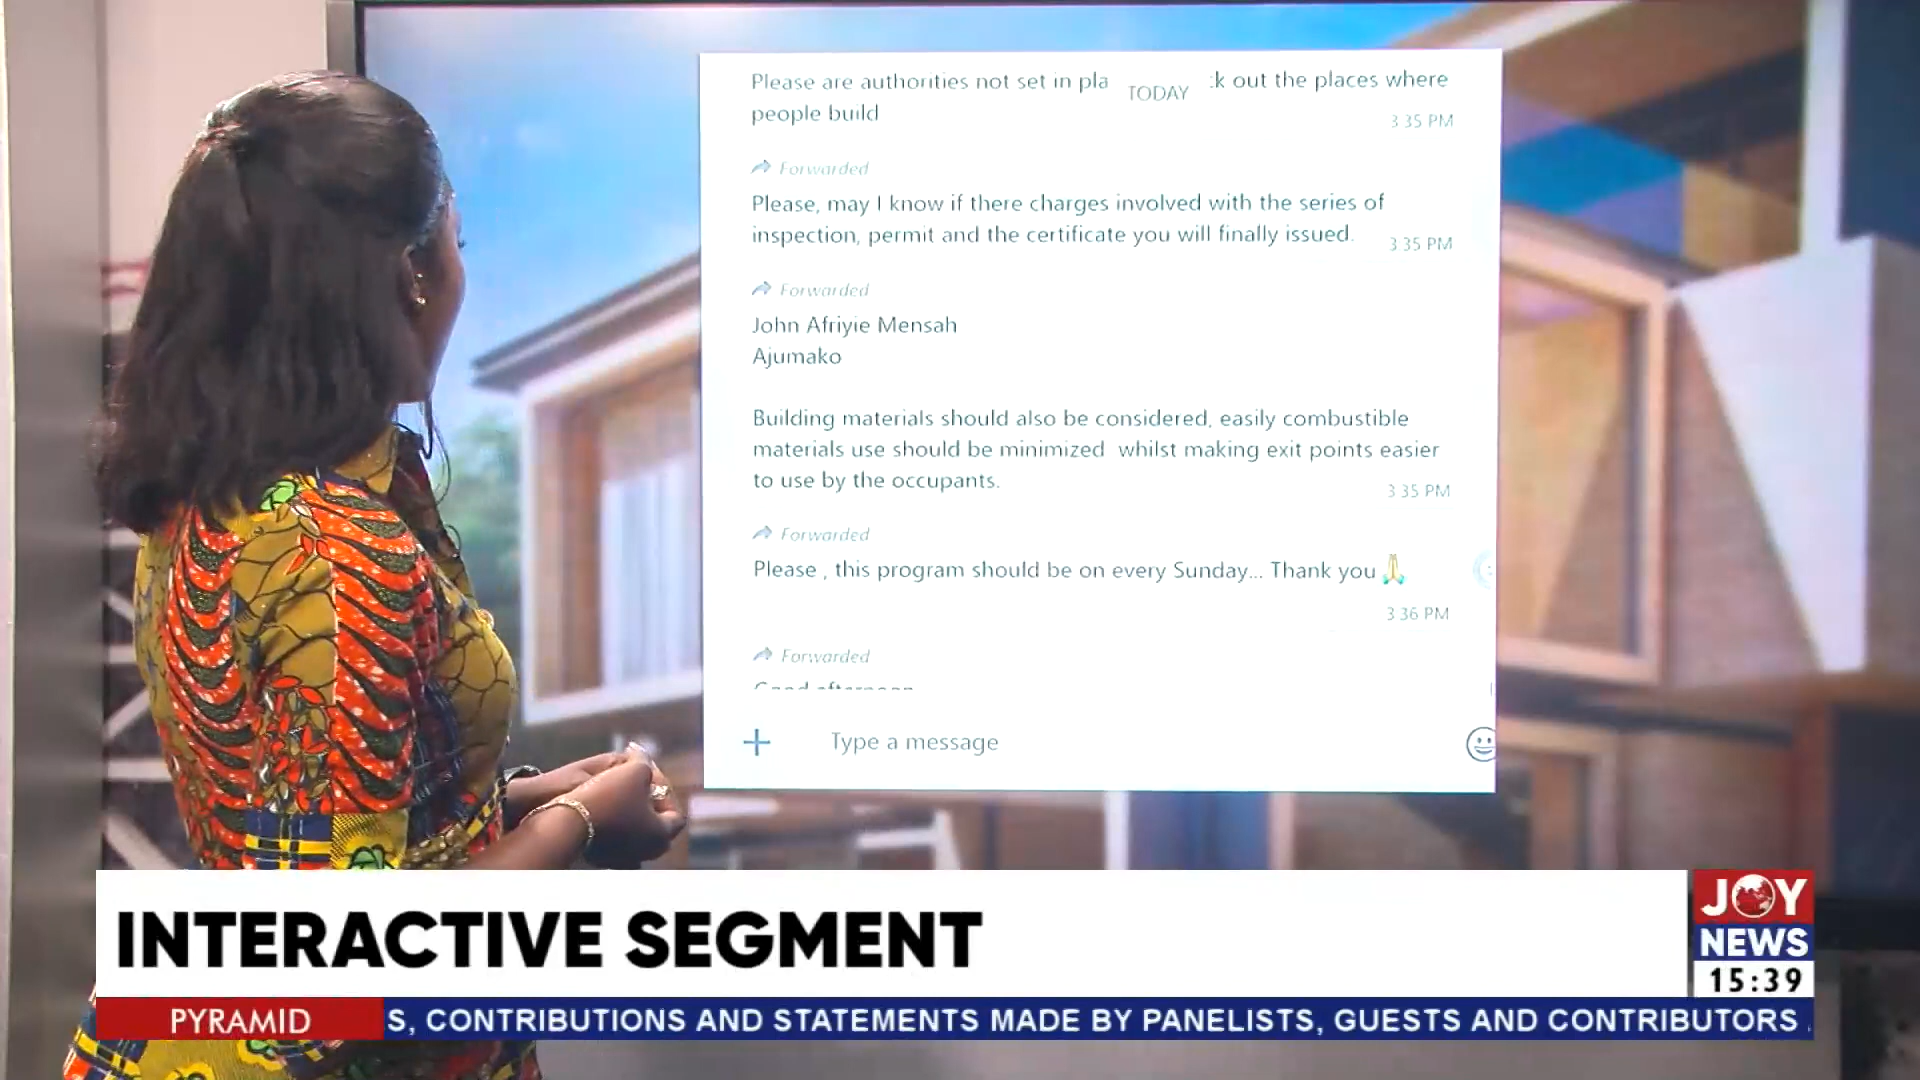 Please are authorities not set in pla
TODAY
k out the places where
people build
3 35 PM
Forwarded
Please, may I know if there charges involved with the series of
inspection, permit and the certificate you will finally issued.
3 35 PM
Forwarded
John Afriyie Mensah
Ajumako
Building materials should also be considered, easily combustible
materials use should be minimized whilst making exit points easier
to use by the occupants.
3 35 PM
Forwarded
Please , this program should be on every Sunday... Thank you 🙏
3 36 PM
Forwarded
Good afternoon
Type a message
INTERACTIVE SEGMENT
JOY
NEWS
15:39
PYRAMID
S, CONTRIBUTIONS AND STATEMENTS MADE BY PANELISTS, GUESTS AND CONTRIBUTORS